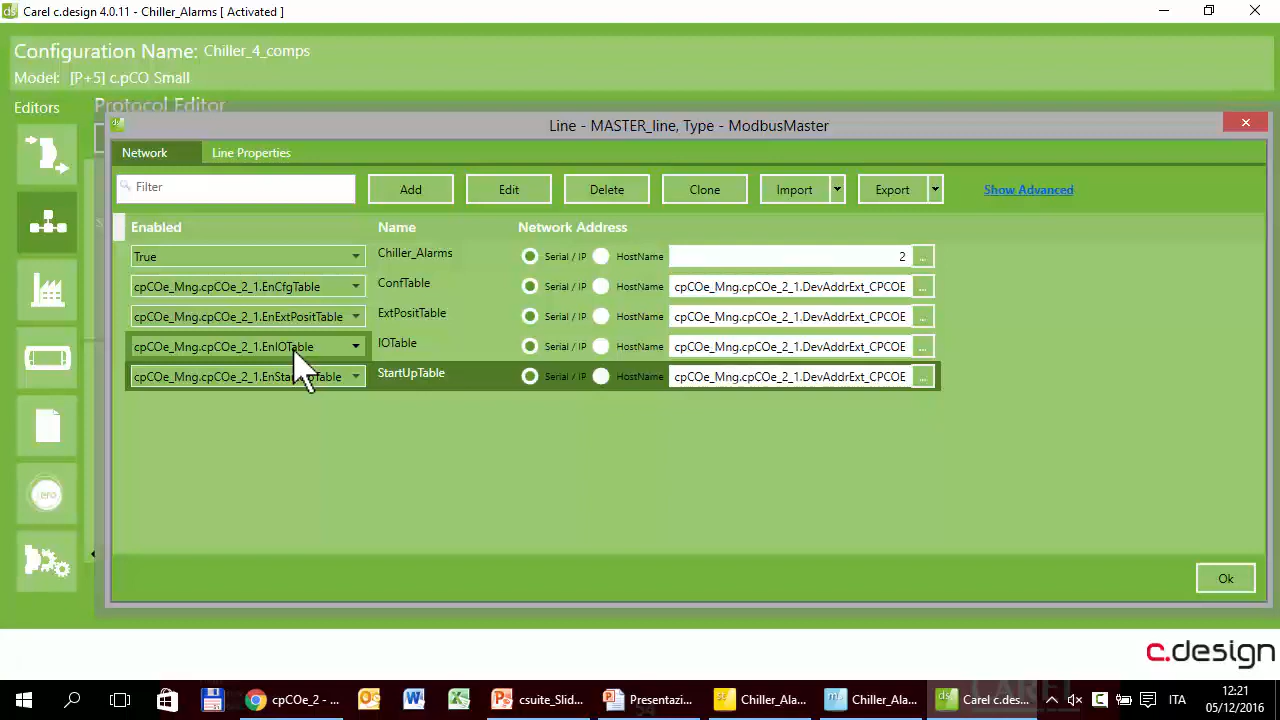 Carel c.design 4.0.11 - Chiller_Alarms [ Activated ]
Configuration Name: Chiller_4_comps
Model: [P+5] c.pCO Small
Editors
Protocol Editor
Line - MASTER_line, Type - ModbusMaster
Network Line Properties
Filter Add Edit Delete Clone Import Export Show Advanced
Enabled Name Network Address
True Chiller_Alarms Serial / IP HostName 2 ...
cpCOe_Mng.cpCOe_2_1.EnCfgTable ConfTable Serial / IP HostName cpCOe_Mng.cpCOe_2_1.DevAddrExt_CPCOE ...
cpCOe_Mng.cpCOe_2_1.EnExtPositTable ExtPositTable Serial / IP HostName cpCOe_Mng.cpCOe_2_1.DevAddrExt_CPCOE ...
cpCOe_Mng.cpCOe_2_1.EnIOTable IOTable Serial / IP HostName cpCOe_Mng.cpCOe_2_1.DevAddrExt_CPCOE ...
cpCOe_Mng.cpCOe_2_1.EnStartUpTable StartUpTable Serial / IP HostName cpCOe_Mng.cpCOe_2_1.DevAddrExt_CPCOE ...
Ok
c.design
cpCOe_2 - ... csuite_Slid... Presentazi... Chiller_Ala... Chiller_Ala... Carel c.des... ITA 12:21
05/12/2016